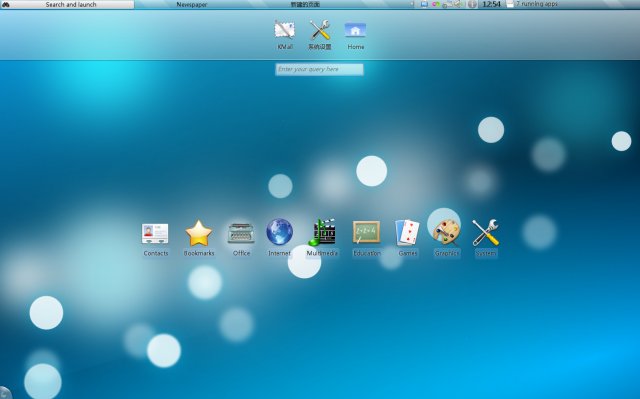 Search and launch
Newspaper
新建的页面
12:54
7 running apps
KMail
系统设置
Home
Enter your query here
Contacts
Bookmarks
Office
Internet
Multimedia
Education
Games
Graphics
System